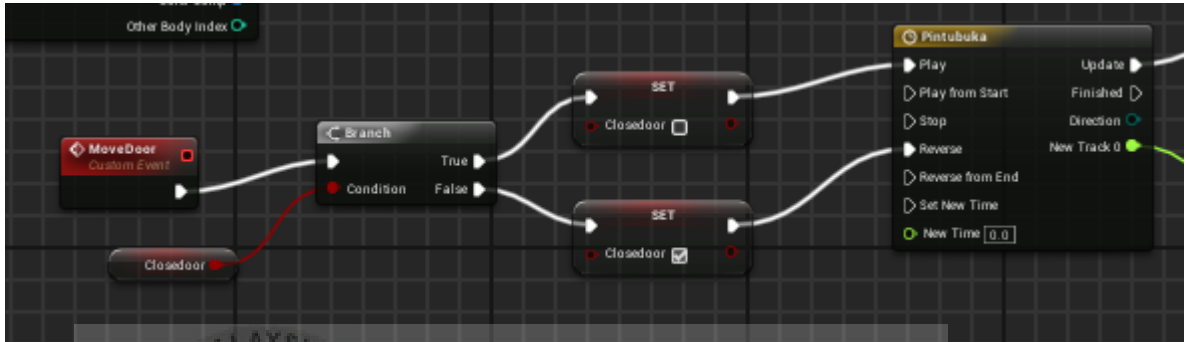 Other Body Index
MoveDoor
Custom Event
Closedoor
Branch
True
Condition
False
SET
Closedoor
SET
Closedoor
Pintubuka
Play
Update
Play from Start
Finished
Stop
Direction
Reverse
New Track 0
Reverse from End
Set New Time
New Time 0.0